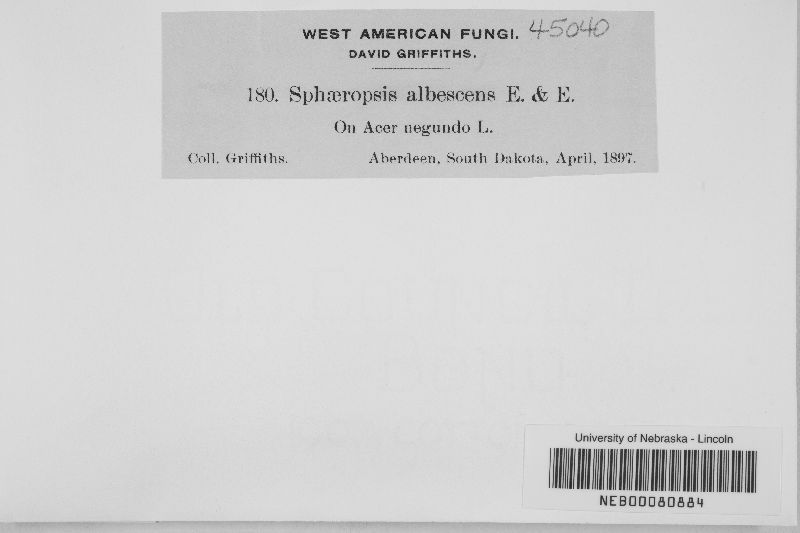 WEST AMERICAN FUNGI. 45040
DAVID GRIFFITHS.
180. Sphæropsis albescens E. & E.
On Acer negundo L.
Coll. Griffiths. Aberdeen, South Dakota, April, 1897.
University of Nebraska - Lincoln
NEB00080884